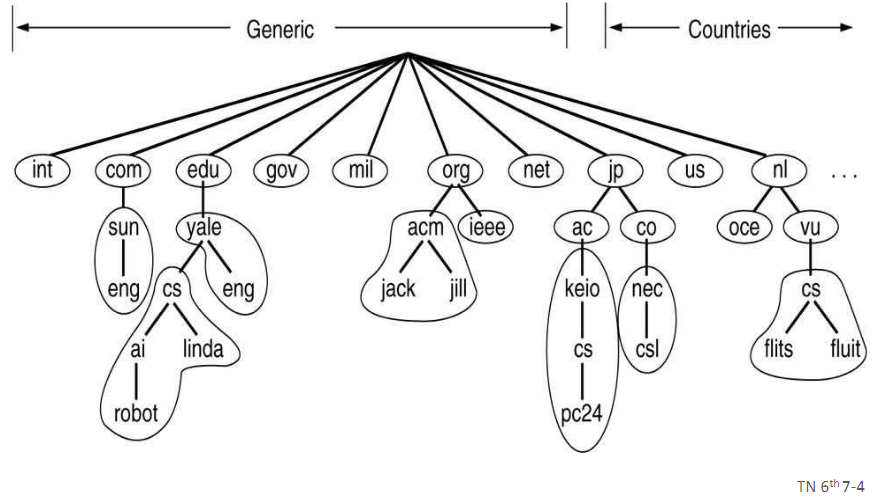 Generic Countries
int com edu gov mil org net jp us nl ...
sun yale acm ieee ac co oce vu
eng cs eng jack jill keio nec cs
ai linda cs csl flits fluit
robot pc24
TN 6th 7-4